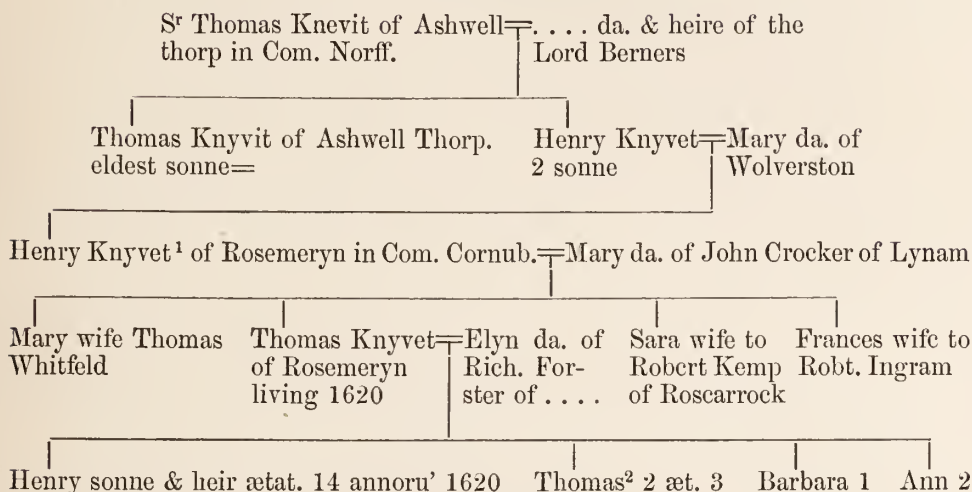 Sʳ Thomas Knevit of Ashwell=. . . . da. & heire of the
thorp in Com. Norff. Lord Berners
Thomas Knyvit of Ashwell Thorp. Henry Knyvet=Mary da. of
eldest sonne= 2 sonne Wolverston
Henry Knyvet¹ of Rosemeryn in Com. Cornub.=Mary da. of John Crocker of Lynam
Mary wife Thomas Thomas Knyvet=Elyn da. of Sara wife to Frances wife to
Whitfeld of Rosemeryn Rich. For- Robert Kemp Robt. Ingram
living 1620 ster of . . . . of Roscarrock
Henry sonne & heir ætat. 14 annoru' 1620 Thomas² 2 æt. 3 Barbara 1 Ann 2